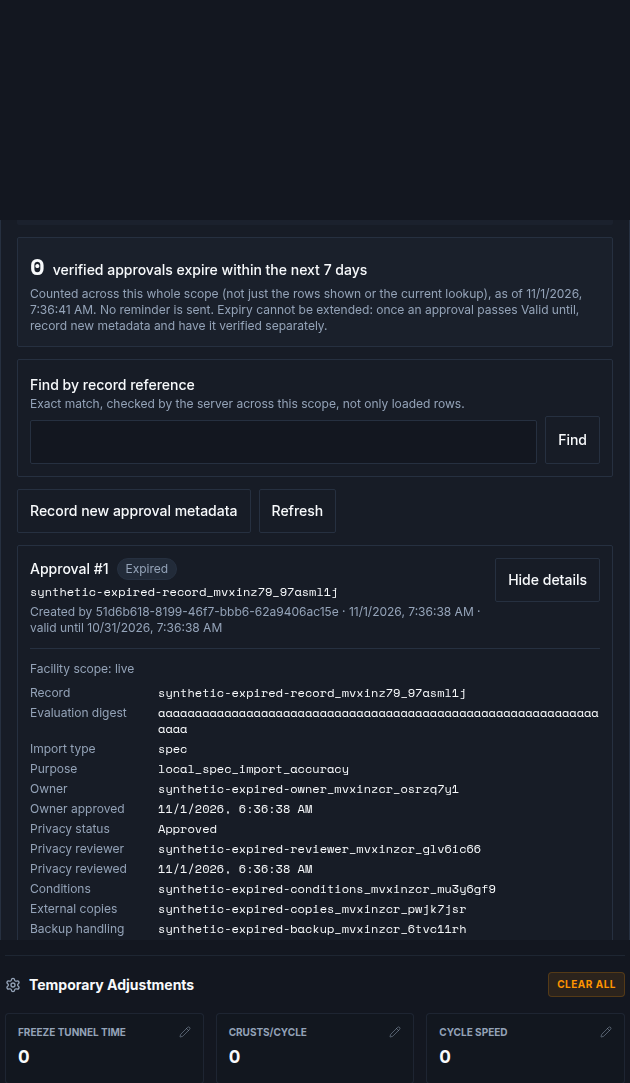 0 verified approvals expire within the next 7 days
Counted across this whole scope (not just the rows shown or the current lookup), as of 11/1/2026,
7:36:41 AM. No reminder is sent. Expiry cannot be extended: once an approval passes Valid until,
record new metadata and have it verified separately.
Find by record reference
Exact match, checked by the server across this scope, not only loaded rows.
Find
Record new approval metadata
Refresh
Approval #1 Expired
Hide details
synthetic-expired-record_mvxinz79_97asml1j
Created by 51d6b618-8199-46f7-bbb6-62a9406ac15e · 11/1/2026, 7:36:38 AM ·
valid until 10/31/2026, 7:36:38 AM
Facility scope: live
Record synthetic-expired-record_mvxinz79_97asml1j
Evaluation digest aaaaaaaaaaaaaaaaaaaaaaaaaaaaaaaaaaaaaaaaaaaaaaaaaaaaaaaaaaaa
aaaa
Import type spec
Purpose local_spec_import_accuracy
Owner synthetic-expired-owner_mvxinzcr_osrzq7y1
Owner approved 11/1/2026, 6:36:38 AM
Privacy status Approved
Privacy reviewer synthetic-expired-reviewer_mvxinzcr_glv6ic66
Privacy reviewed 11/1/2026, 6:36:38 AM
Conditions synthetic-expired-conditions_mvxinzcr_mu3y6gf9
External copies synthetic-expired-copies_mvxinzcr_pwjk7jsr
Backup handling synthetic-expired-backup_mvxinzcr_6tvc11rh
Temporary Adjustments
CLEAR ALL
FREEZE TUNNEL TIME
0
CRUSTS/CYCLE
0
CYCLE SPEED
0